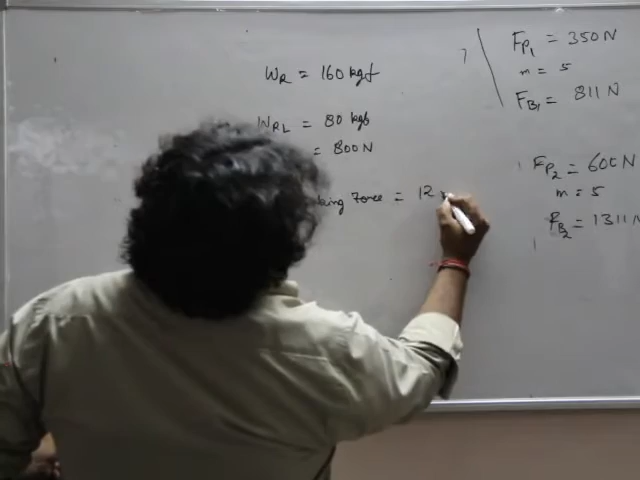 W_R = 160 kgf
W_RL = 80 kgf
= 800 N
king Force = 12
F_P1 = 350 N
m = 5
F_B1 = 811 N
F_P2 = 600 N
m = 5
F_B2 = 1311 N